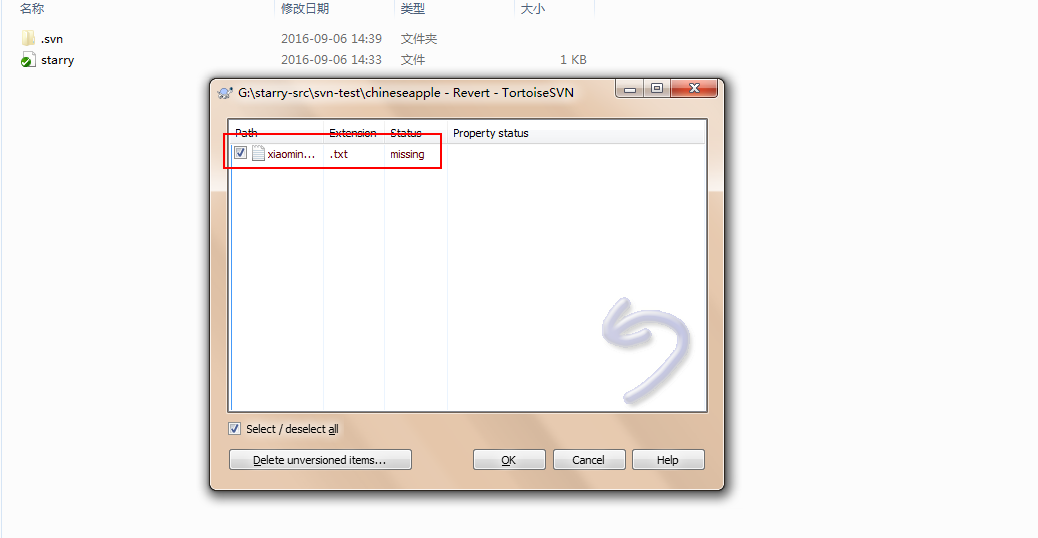 名称 修改日期 类型 大小
.svn 2016-09-06 14:39 文件夹
starry 2016-09-06 14:33 文件 1 KB
G:\starry-src\svn-test\chineseapple - Revert - TortoiseSVN
Path Extension Status Property status
xiaomin... .txt missing
Select / deselect all
Delete unversioned items... OK Cancel Help